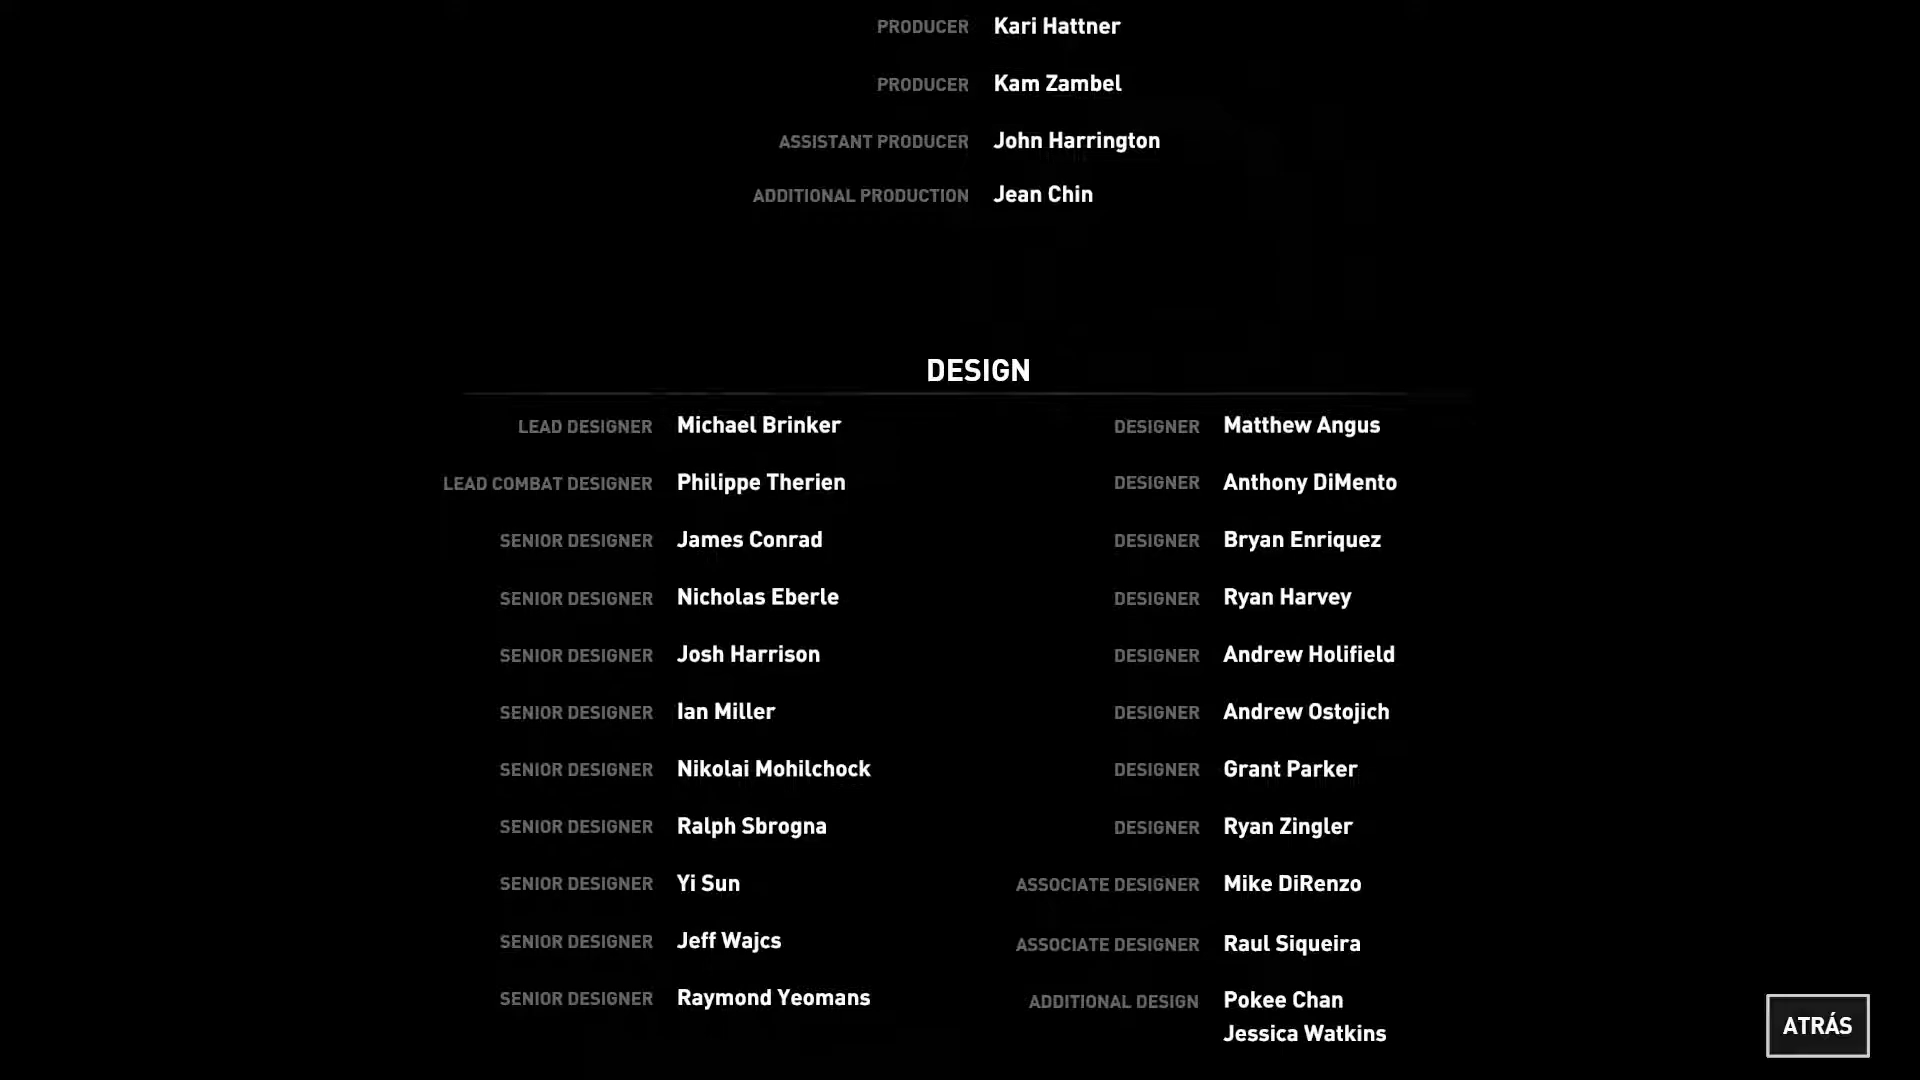 PRODUCER Kari Hattner
PRODUCER Kam Zambel
ASSISTANT PRODUCER John Harrington
ADDITIONAL PRODUCTION Jean Chin
DESIGN
LEAD DESIGNER Michael Brinker
LEAD COMBAT DESIGNER Philippe Therien
SENIOR DESIGNER James Conrad
SENIOR DESIGNER Nicholas Eberle
SENIOR DESIGNER Josh Harrison
SENIOR DESIGNER Ian Miller
SENIOR DESIGNER Nikolai Mohilchock
SENIOR DESIGNER Ralph Sbrogna
SENIOR DESIGNER Yi Sun
SENIOR DESIGNER Jeff Wajcs
SENIOR DESIGNER Raymond Yeomans
DESIGNER Matthew Angus
DESIGNER Anthony DiMento
DESIGNER Bryan Enriquez
DESIGNER Ryan Harvey
DESIGNER Andrew Holifield
DESIGNER Andrew Ostojich
DESIGNER Grant Parker
DESIGNER Ryan Zingler
ASSOCIATE DESIGNER Mike DiRenzo
ASSOCIATE DESIGNER Raul Siqueira
ADDITIONAL DESIGN Pokee Chan
Jessica Watkins
ATRÁS